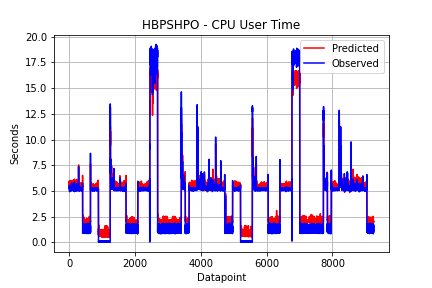 HBPSHPO - CPU User Time
Predicted
Observed
20.0
17.5
15.0
12.5
10.0
7.5
5.0
2.5
0.0
Seconds
0 2000 4000 6000 8000
Datapoint